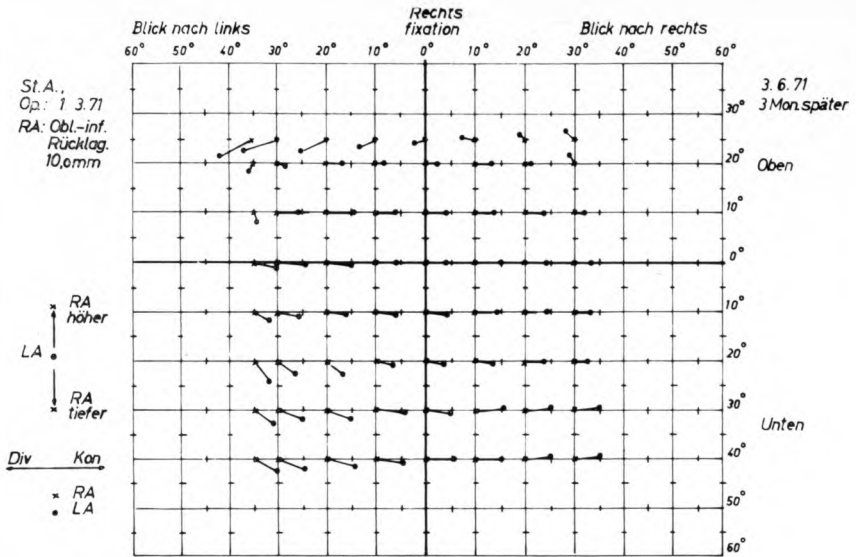 Rechts
Blick nach links fixation Blick nach rechts
60° 50° 40° 30° 20° 10° 0° 10° 20° 30° 40° 50° 60°
St.A.,
Op.: 1. 3.71
RA: Obl.-inf.
Rücklag.
10,0mm
3. 6. 71
3 Mon.später
30°
20°
Oben
10°
0°
10°
20°
30°
Unten
40°
50°
60°
RA
höher
LA
RA
tiefer
Div Kon
x RA
• LA